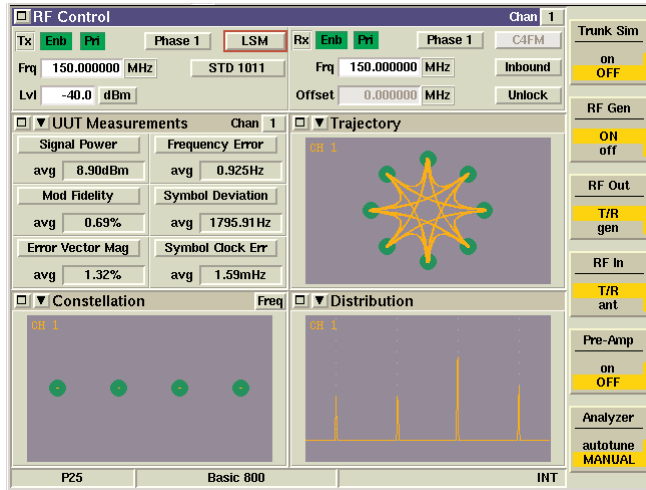 RF Control Chan 1
Tx Enb Pri Phase 1 LSM
Frq 150.000000 MHz STD 1011
Lvl -40.0 dBm
Rx Enb Pri Phase 1 C4FM
Frq 150.000000 MHz Inbound
Offset 0.000000 MHz Unlock
UUT Measurements Chan 1
Signal Power Frequency Error
avg 8.90dBm avg 0.925Hz
Mod Fidelity Symbol Deviation
avg 0.69% avg 1795.91Hz
Error Vector Mag Symbol Clock Err
avg 1.32% avg 1.59mHz
Trajectory
CH 1
Constellation Freq
CH 1
Distribution
CH 1
P25 Basic 800 INT
Trunk Sim
on
OFF
RF Gen
ON
off
RF Out
T/R
gen
RF In
T/R
ant
Pre-Amp
on
OFF
Analyzer
autotune
MANUAL